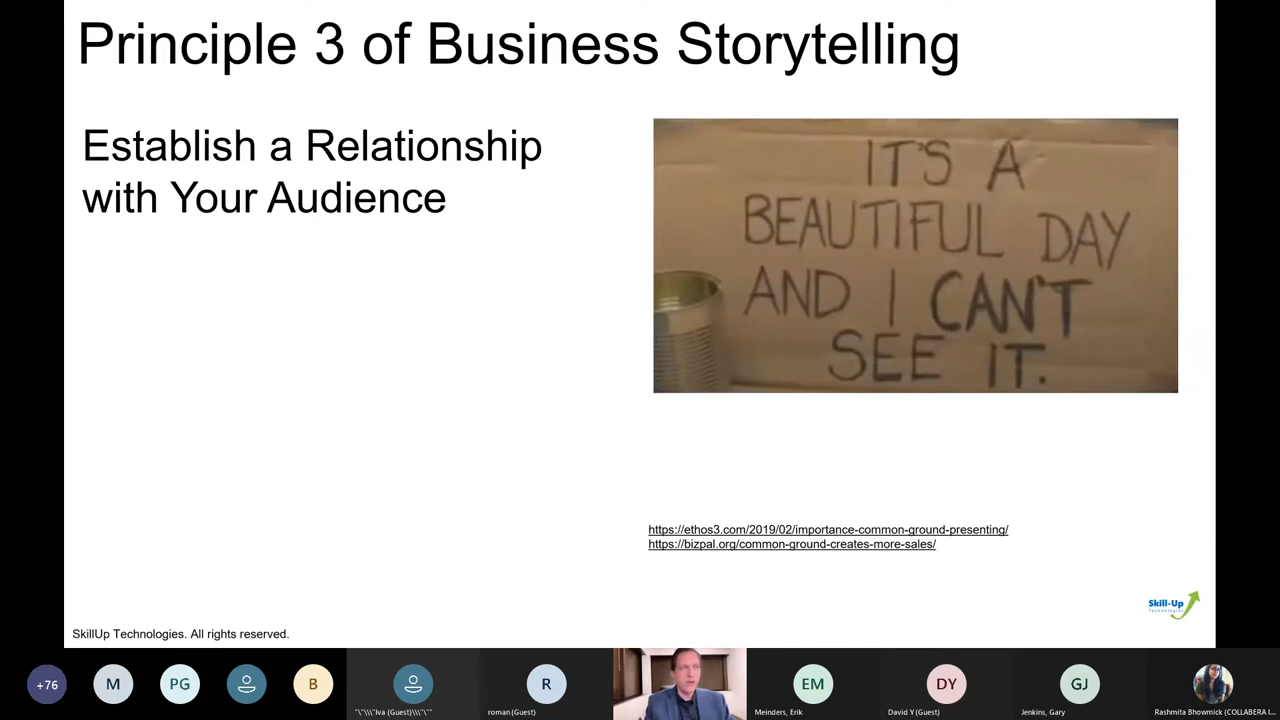 Principle 3 of Business Storytelling
Establish a Relationship
with Your Audience
IT'S A
BEAUTIFUL DAY
AND I CAN'T
SEE IT.
https://ethos3.com/2019/02/importance-common-ground-presenting/
https://bizpal.org/common-ground-creates-more-sales/
Skill-Up
Technologies
SkillUp Technologies. All rights reserved.
+76
M
PG
B
"\"\\\"Iva (Guest)\\\"\""
R
roman (Guest)
EM
Meinders, Erik
DY
David Y (Guest)
GJ
Jenkins, Gary
Rashmita Bhowmick (COLLABERA I...